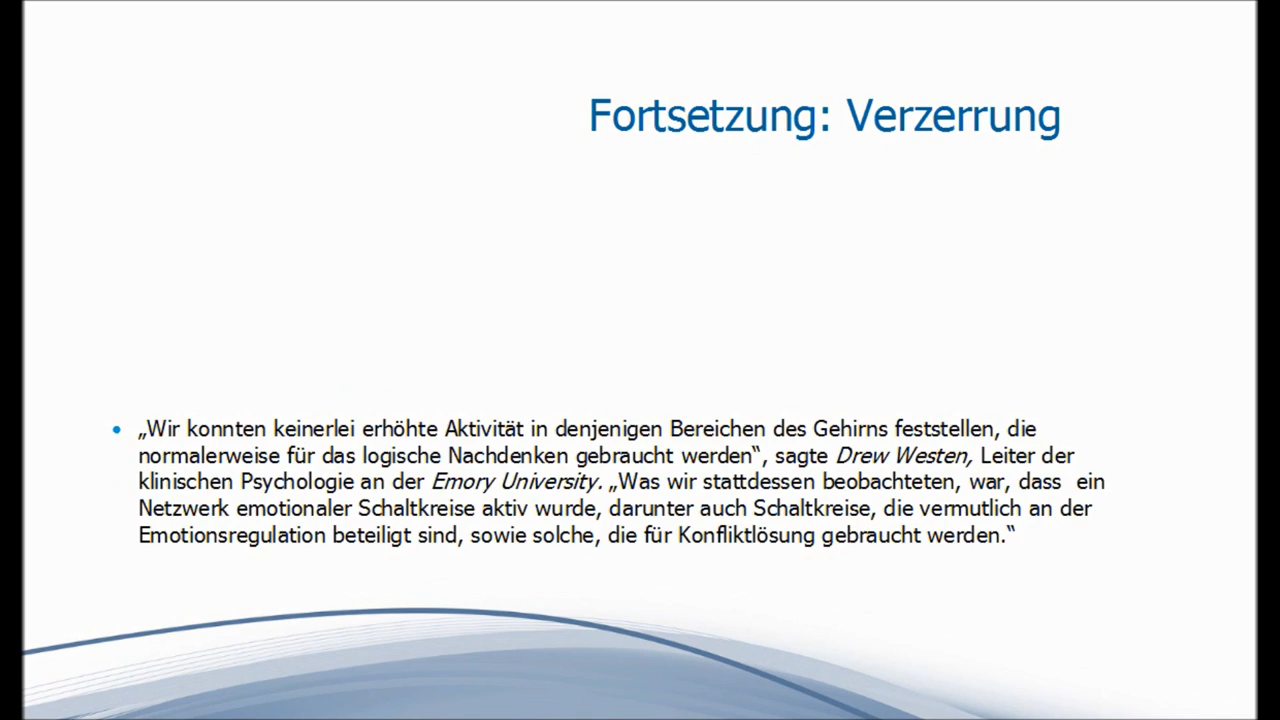 Fortsetzung: Verzerrung
• „Wir konnten keinerlei erhöhte Aktivität in denjenigen Bereichen des Gehirns feststellen, die
normalerweise für das logische Nachdenken gebraucht werden“, sagte Drew Westen, Leiter der
klinischen Psychologie an der Emory University. „Was wir stattdessen beobachteten, war, dass ein
Netzwerk emotionaler Schaltkreise aktiv wurde, darunter auch Schaltkreise, die vermutlich an der
Emotionsregulation beteiligt sind, sowie solche, die für Konfliktlösung gebraucht werden.“